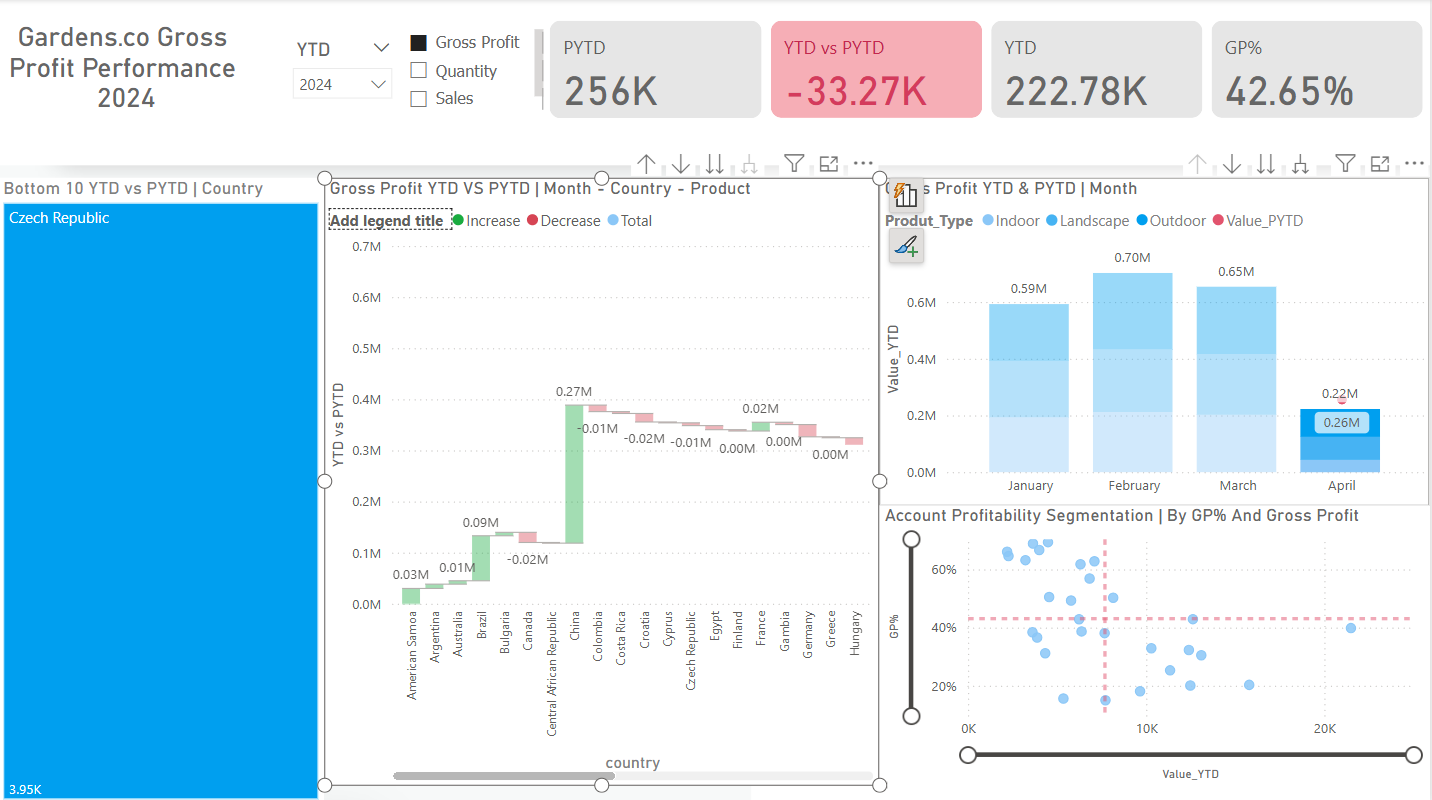 Gardens.co Gross
Profit Performance
2024
YTD
2024
Gross Profit
Quantity
Sales
PYTD
256K
YTD vs PYTD
-33.27K
YTD
222.78K
GP%
42.65%
Bottom 10 YTD vs PYTD | Country
Czech Republic
3.95K
Gross Profit YTD VS PYTD | Month - Country - Product
Add legend title
Increase
Decrease
Total
YTD vs PYTD
0.7M
0.6M
0.5M
0.4M
0.3M
0.2M
0.1M
0.0M
0.03M
0.01M
0.09M
-0.02M
0.27M
-0.01M
-0.02M
-0.01M
0.00M
0.02M
0.00M
0.00M
American Samoa
Argentina
Australia
Brazil
Bulgaria
Canada
Central African Republic
China
Colombia
Costa Rica
Croatia
Cyprus
Czech Republic
Egypt
Finland
France
Gambia
Germany
Greece
Hungary
country
s Profit YTD & PYTD | Month
Produt_Type
Indoor
Landscape
Outdoor
Value_PYTD
Value_YTD
0.6M
0.4M
0.2M
0.0M
0.59M
0.70M
0.65M
0.22M
0.26M
January
February
March
April
Account Profitability Segmentation | By GP% And Gross Profit
GP%
60%
40%
20%
0K
10K
20K
Value_YTD